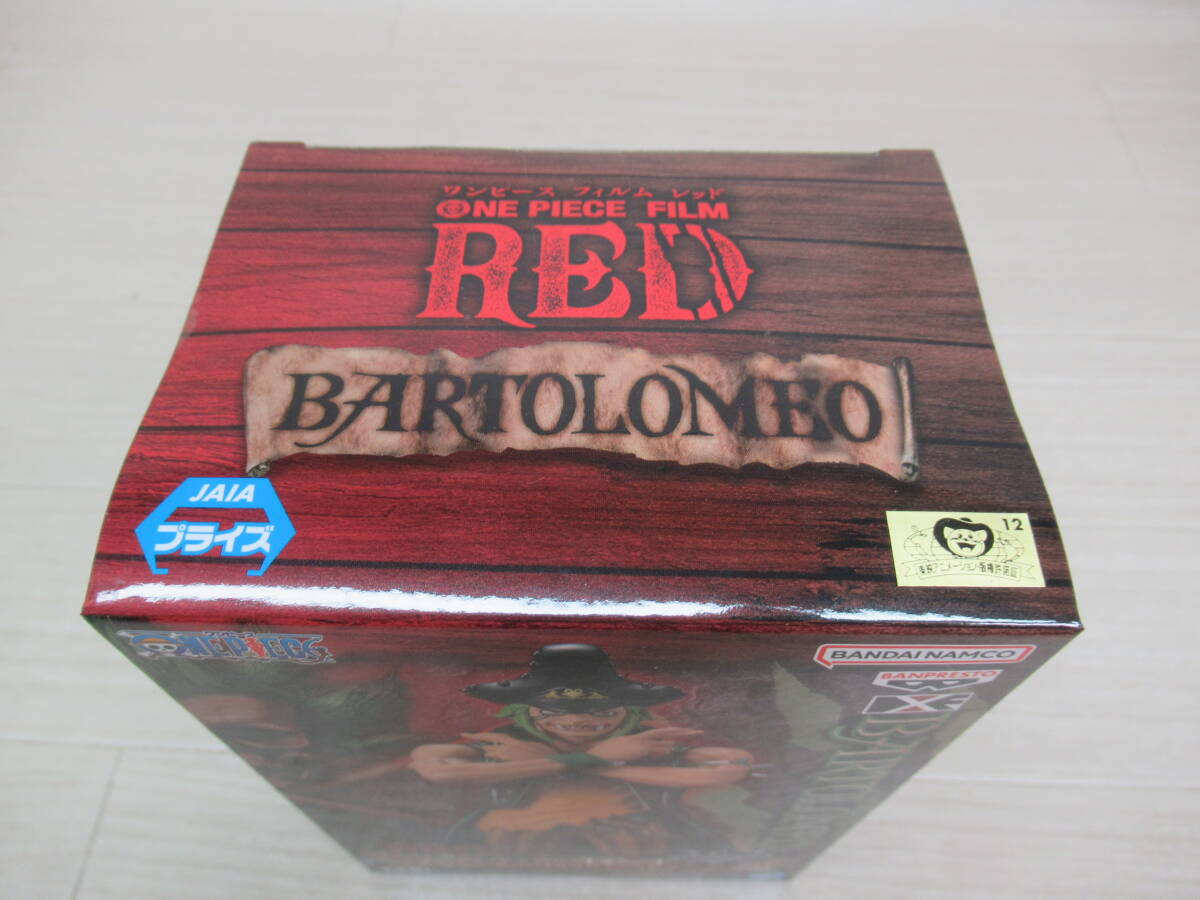 ワンピース フィルム レッド
ONE PIECE FILM
RED
BARTOLOMEO
JAIA
プライズ
12
東映アニメーション・版権許諾証
ONE PIECE
BANDAI NAMCO
BANPRESTO